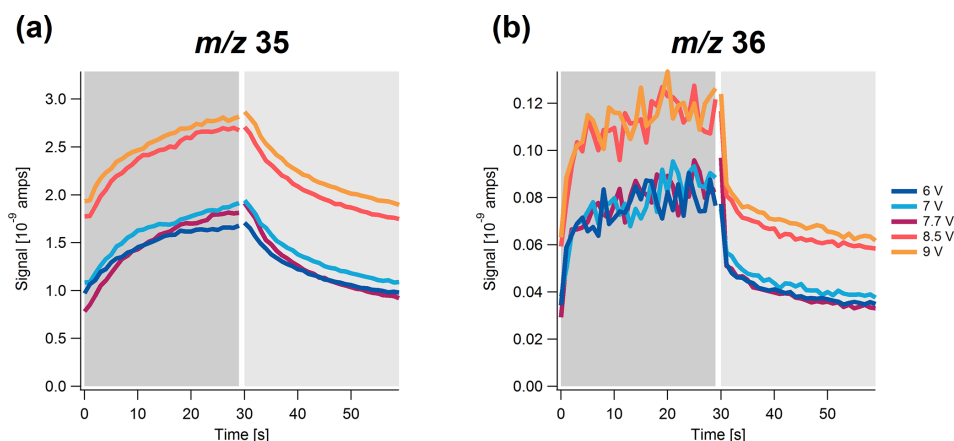 (a)
m/z 35
3.0
2.5
2.0
1.5
1.0
0.5
0.0
Signal [10⁻⁹ amps]
0 10 20 30 40 50
Time [s]
(b)
m/z 36
0.12
0.10
0.08
0.06
0.04
0.02
0.00
Signal [10⁻⁹ amps]
0 10 20 30 40 50
Time [s]
6 V
7 V
7.7 V
8.5 V
9 V